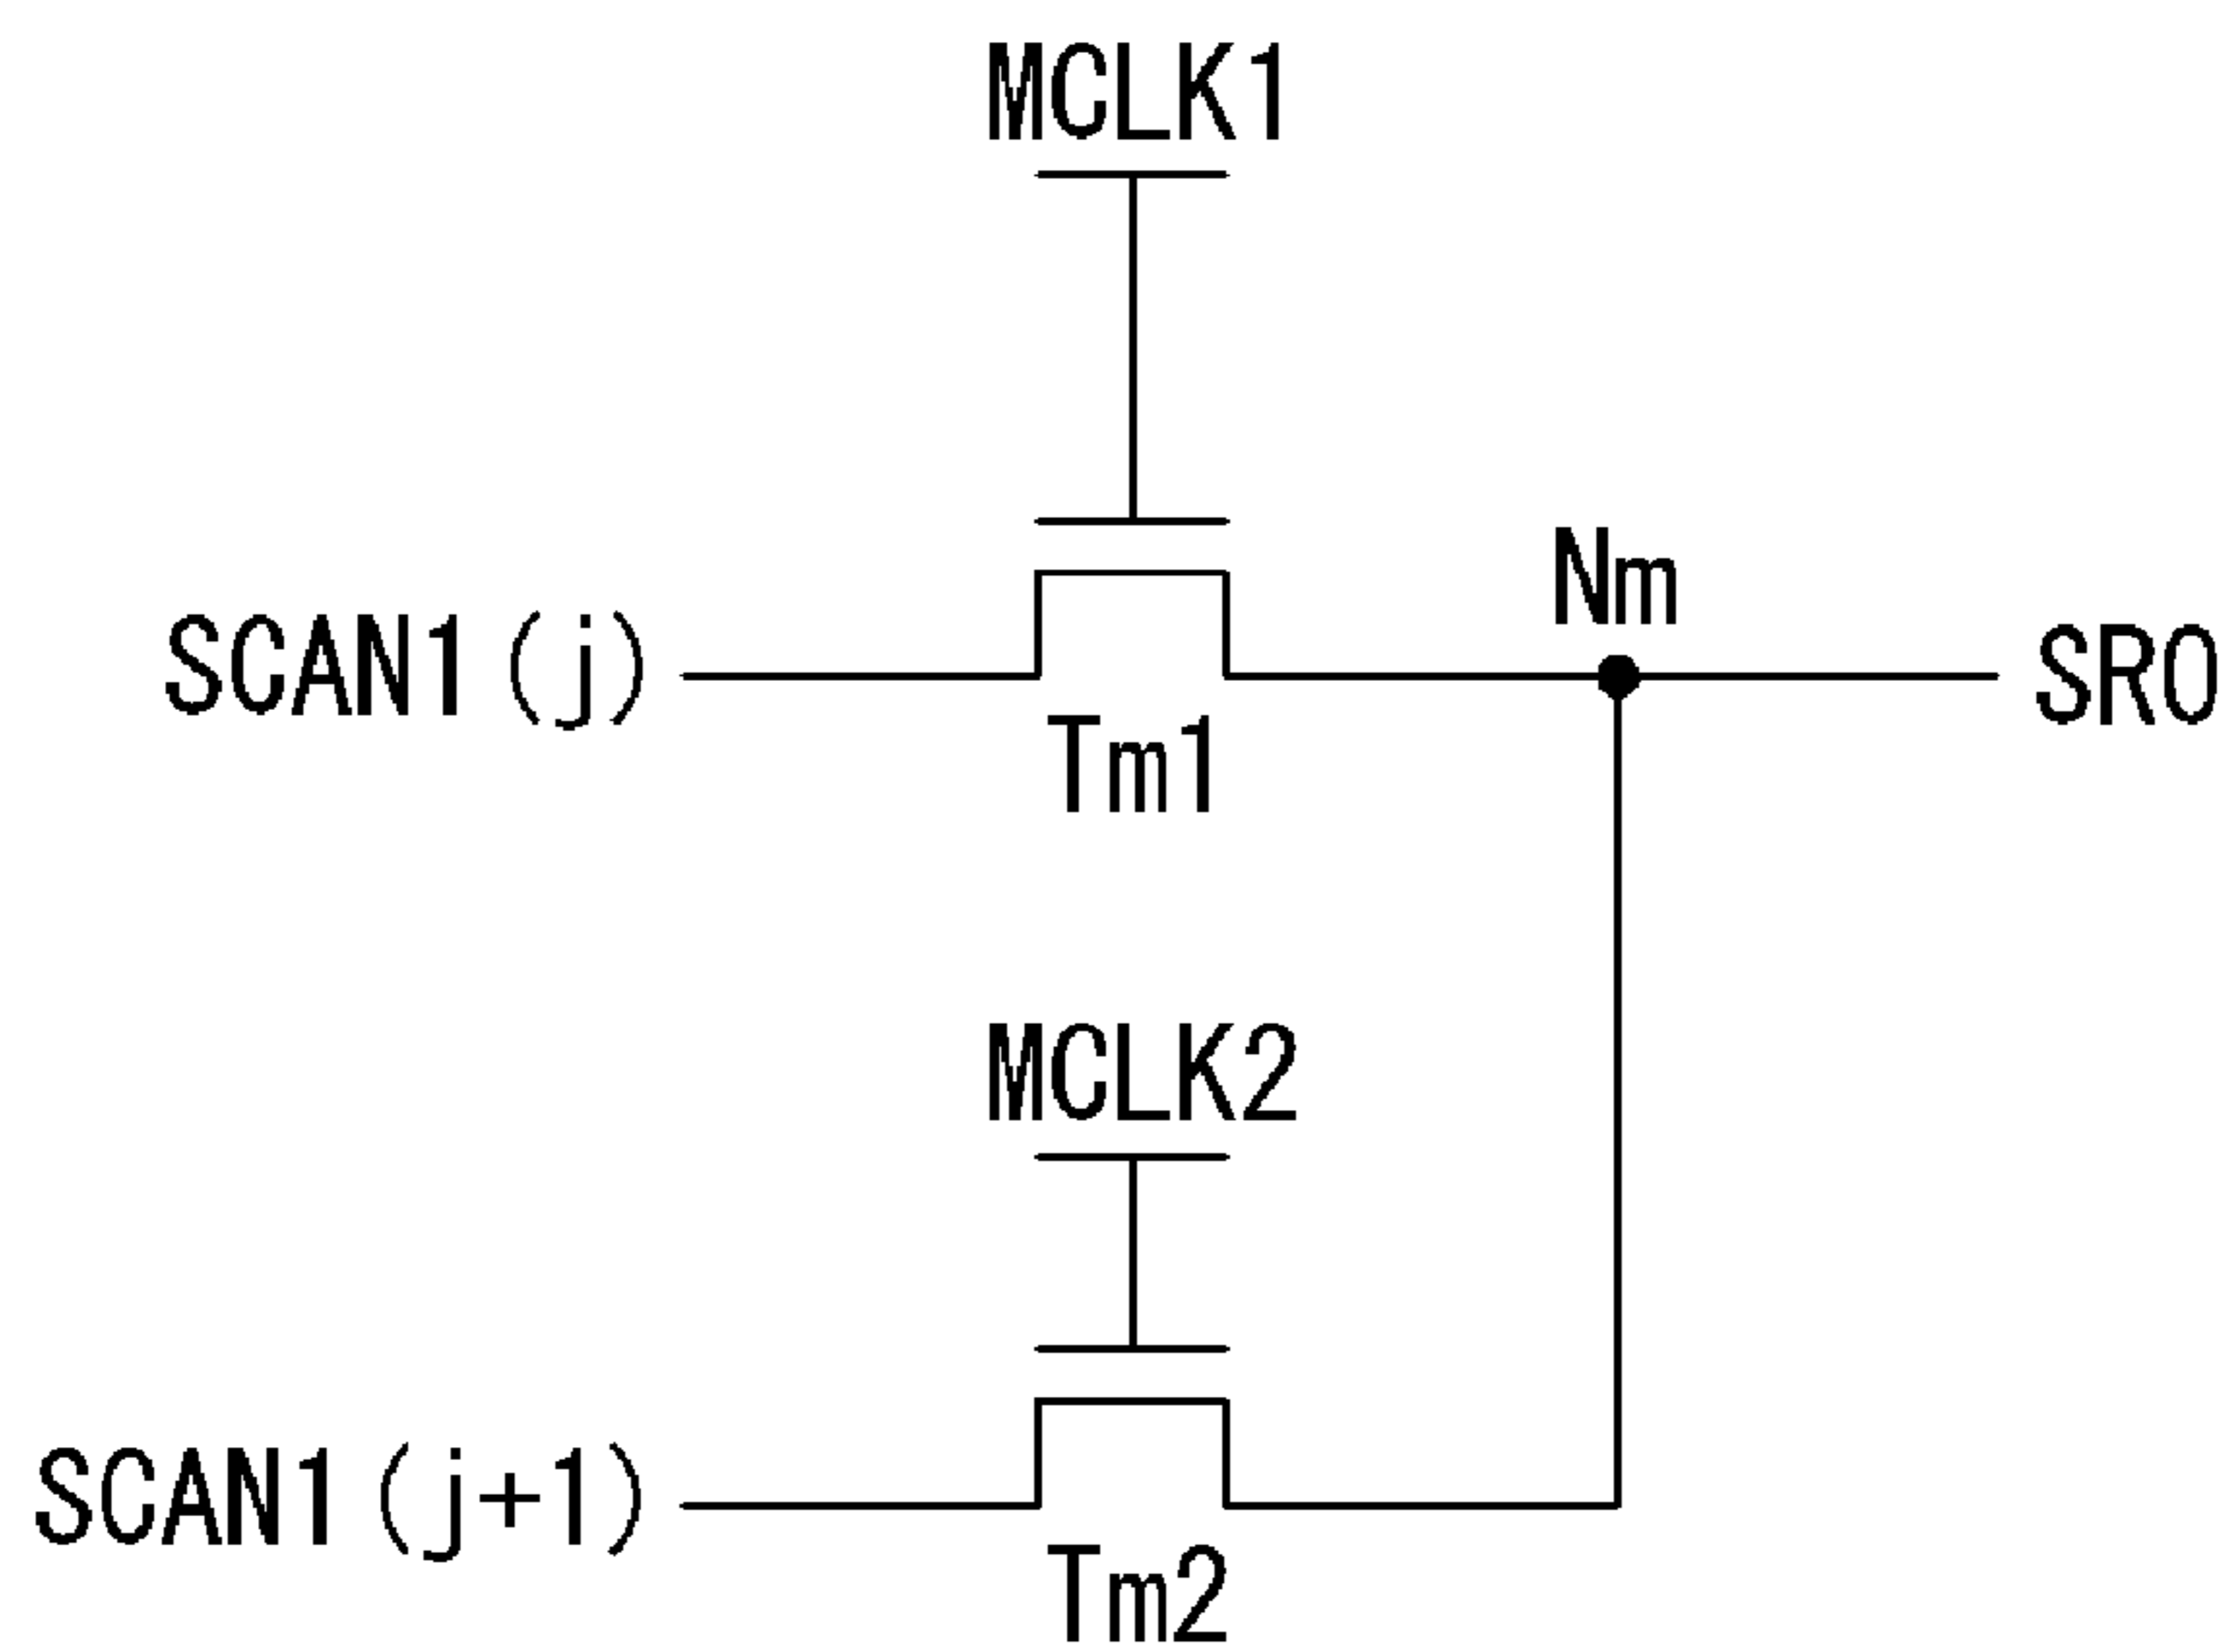 MCLK1
Nm
SCAN1(j)
SRO
Tm1
MCLK2
SCAN1(j+1)
Tm2